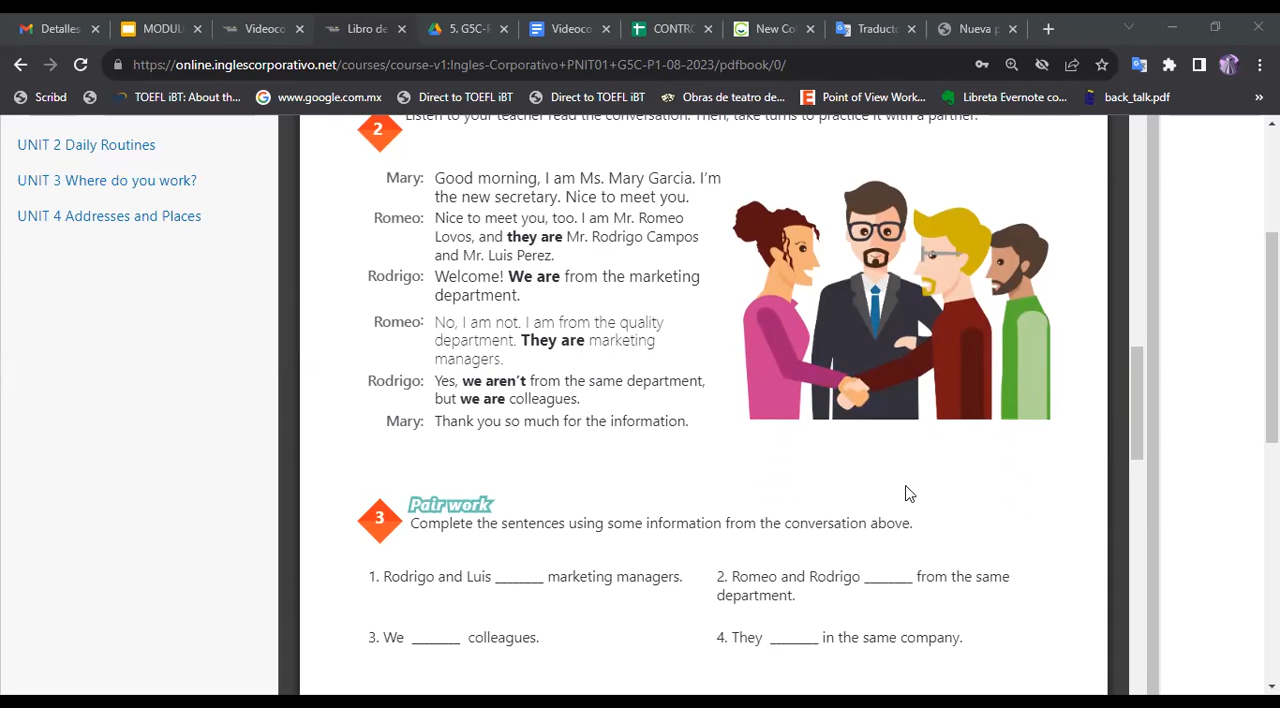 Detalles
MODUL
Videoco
Libro de
5. G5C-P
Videoc
CONTRO
New Co
Traducto
Nueva p
https://online.inglescorporativo.net/courses/course-v1:Ingles-Corporativo+PNIT01+G5C-P1-08-2023/pdfbook/0/
Scribd
TOEFL iBT: About th...
www.google.com.mx
Direct to TOEFL iBT
Direct to TOEFL iBT
Obras de teatro de...
Point of View Work...
Libreta Evernote co...
back_talk.pdf
»
UNIT 2 Daily Routines
UNIT 3 Where do you work?
UNIT 4 Addresses and Places
2
Listen to your teacher read the conversation. Then, take turns to practice it with a partner.
Mary: Good morning, I am Ms. Mary Garcia. I'm
the new secretary. Nice to meet you.
Romeo: Nice to meet you, too. I am Mr. Romeo
Lovos, and they are Mr. Rodrigo Campos
and Mr. Luis Perez.
Rodrigo: Welcome! We are from the marketing
department.
Romeo: No, I am not. I am from the quality
department. They are marketing
managers.
Rodrigo: Yes, we aren't from the same department,
but we are colleagues.
Mary: Thank you so much for the information.
3
Pair work
Complete the sentences using some information from the conversation above.
1. Rodrigo and Luis ______ marketing managers.
2. Romeo and Rodrigo ______ from the same
department.
3. We ______ colleagues.
4. They ______ in the same company.